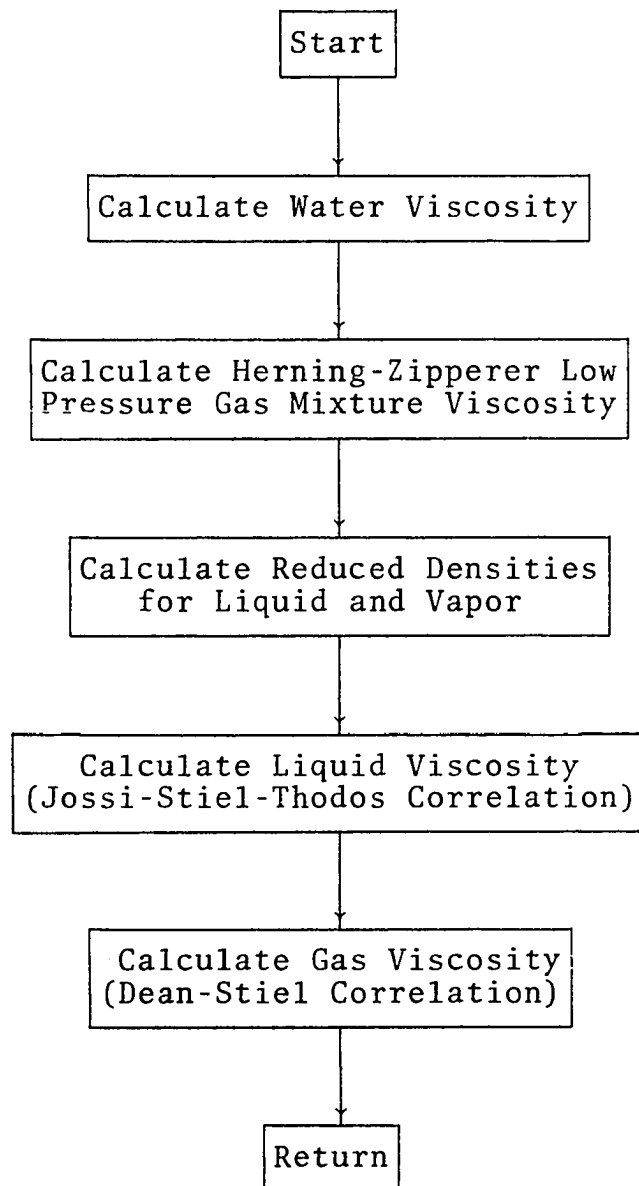 Start
Calculate Water Viscosity
Calculate Herning-Zipperer Low
Pressure Gas Mixture Viscosity
Calculate Reduced Densities
for Liquid and Vapor
Calculate Liquid Viscosity
(Jossi-Stiel-Thodos Correlation)
Calculate Gas Viscosity
(Dean-Stiel Correlation)
Return